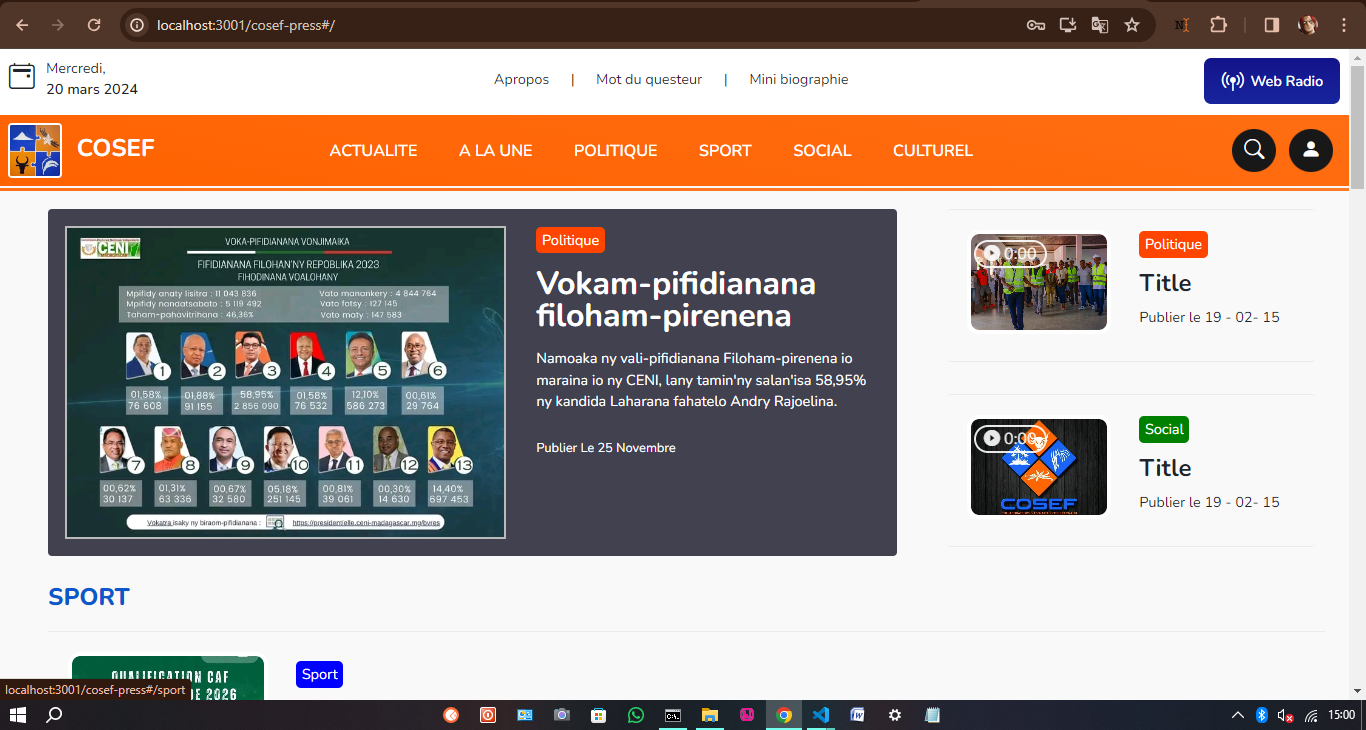 localhost:3001/cosef-press#/
Mercredi,
20 mars 2024
Apropos | Mot du questeur | Mini biographie
Web Radio
COSEF
ACTUALITE A LA UNE POLITIQUE SPORT SOCIAL CULTUREL
CENI
MADAGASCAR
VOKA-PIFIDIANANA VONJIMAIKA
FIFIDIANANA FILOHAN'NY REPOBLIKA 2023
FIHODINANA VOALOHANY
Mpifidy anaty lisitra : 11 043 836
Mpifidy nandatsabato : 5 119 492
Taham-pahavitrihana : 46,36%
Vato manankery : 4 844 764
Vato fotsy : 127 145
Vato maty : 147 583
1 2 3 4 5 6
01,58% 01,88% 58,95% 01,58% 12,10% 00,61%
76 608 91 155 2 856 090 76 532 586 273 29 764
7 8 9 10 11 12 13
00,62% 01,31% 00,67% 05,18% 00,81% 00,30% 14,40%
30 137 63 336 32 580 251 145 39 061 14 630 697 453
Vokatra isaky ny biraom-pifidianana : https://presidentielle.ceni-madagascar.mg/bvres
Politique
Vokam-pifidianana
filoham-pirenena
Namoaka ny vali-pifidianana Filoham-pirenena io
maraina io ny CENI, lany tamin'ny salan'isa 58,95%
ny kandida Laharana fahatelo Andry Rajoelina.
Publier Le 25 Novembre
0:00
Politique
Title
Publier le 19 - 02- 15
0:00
COSEF
Social
Title
Publier le 19 - 02- 15
SPORT
QUALIFICATION CAF
DE 2026
Sport
localhost:3001/cosef-press#/sport
15:00